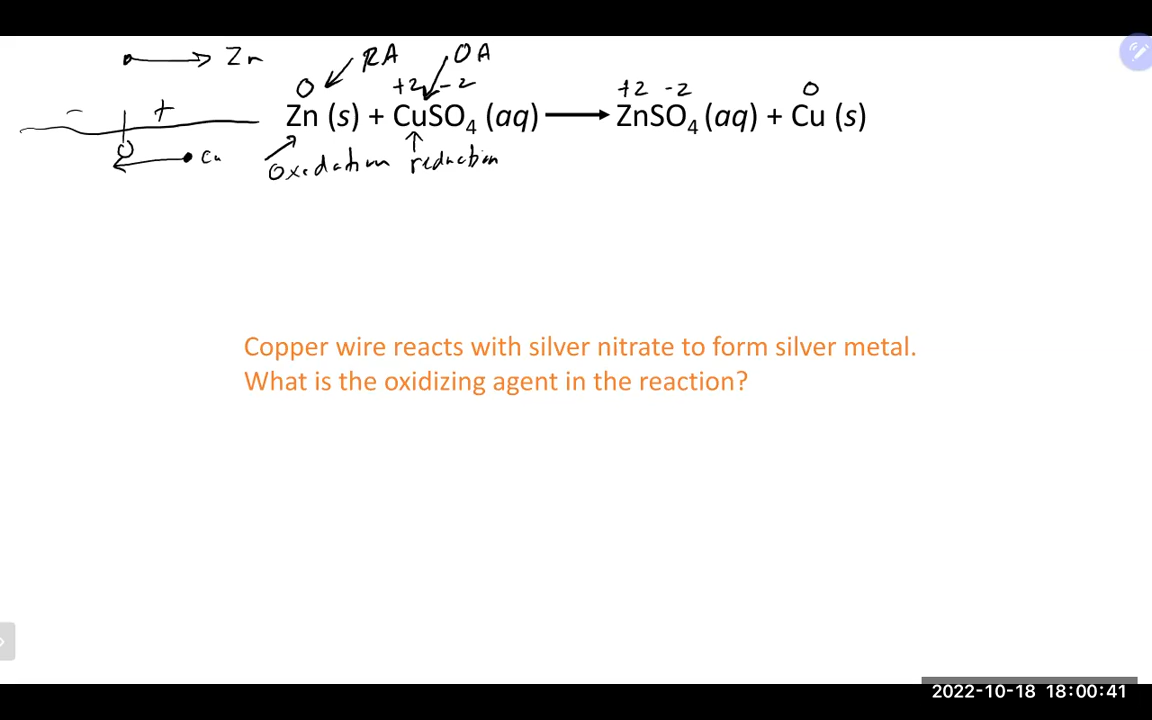 Zn RA OA
0 +2 -2 +2 -2 0
- + Zn (s) + CuSO4 (aq) ⟶ ZnSO4 (aq) + Cu (s)
0 Cu oxedation reduction
Copper wire reacts with silver nitrate to form silver metal.
What is the oxidizing agent in the reaction?
2022-10-18 18:00:41